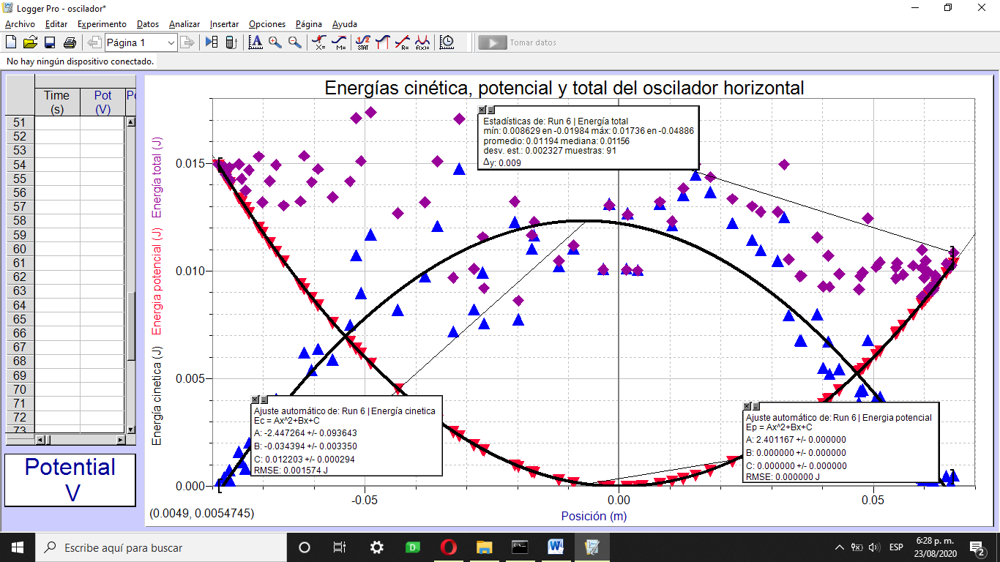 Logger Pro - oscilador*
Archivo Editar Experimento Datos Analizar Insertar Opciones Página Ayuda
Página 1
Tomar datos
No hay ningún dispositivo conectado.
Time
(s)
Pot
(V)
51
52
53
54
55
56
57
58
59
60
61
62
63
64
65
66
67
68
69
70
71
72
73
Potential
V
Energías cinética, potencial y total del oscilador horizontal
Energía cinetica (J) Energia potencial (J) Energía total (J)
0.015
0.010
0.005
0.000
Estadísticas de: Run 6 | Energía total
mín: 0.008629 en -0.01984 máx: 0.01736 en -0.04886
promedio: 0.01194 mediana: 0.01156
desv. est.: 0.002327 muestras: 91
Δy: 0.009
Ajuste automático de: Run 6 | Energía cinetica
Ec = Ax^2+Bx+C
A: -2.447264 +/- 0.093643
B: -0.034394 +/- 0.003350
C: 0.012203 +/- 0.000294
RMSE: 0.001574 J
Ajuste automático de: Run 6 | Energia potencial
Ep = Ax^2+Bx+C
A: 2.401167 +/- 0.000000
B: 0.000000 +/- 0.000000
C: 0.000000 +/- 0.000000
RMSE: 0.000000 J
-0.05
0.00
0.05
(0.0049, 0.0054745)
Posición (m)
Escribe aquí para buscar
ESP
6:28 p. m.
23/08/2020
2